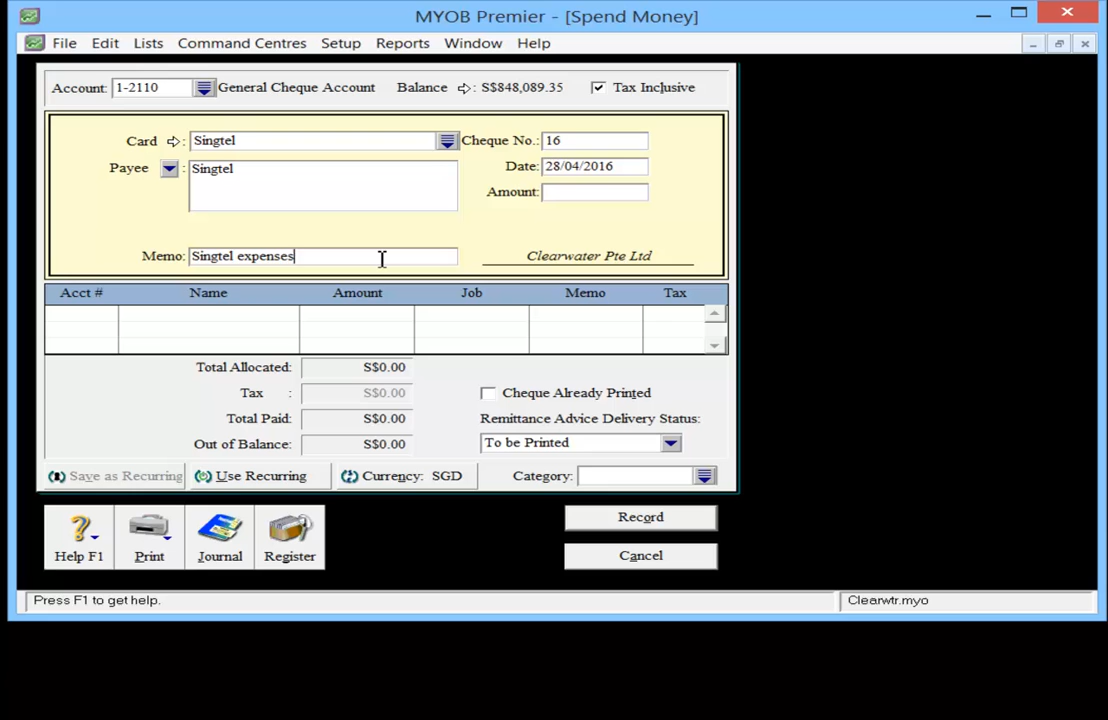 MYOB Premier - [Spend Money]
File Edit Lists Command Centres Setup Reports Window Help
Account: 1-2110 General Cheque Account Balance : S$848,089.35 Tax Inclusive
Card : Singtel Cheque No.: 16
Payee : Singtel Date: 28/04/2016
Amount:
Memo: Singtel expenses Clearwater Pte Ltd
Acct # Name Amount Job Memo Tax
Total Allocated: S$0.00
Tax : S$0.00 Cheque Already Printed
Total Paid: S$0.00 Remittance Advice Delivery Status:
Out of Balance: S$0.00 To be Printed
Save as Recurring Use Recurring Currency: SGD Category:
Record
Help F1 Print Journal Register Cancel
Press F1 to get help. Clearwtr.myo